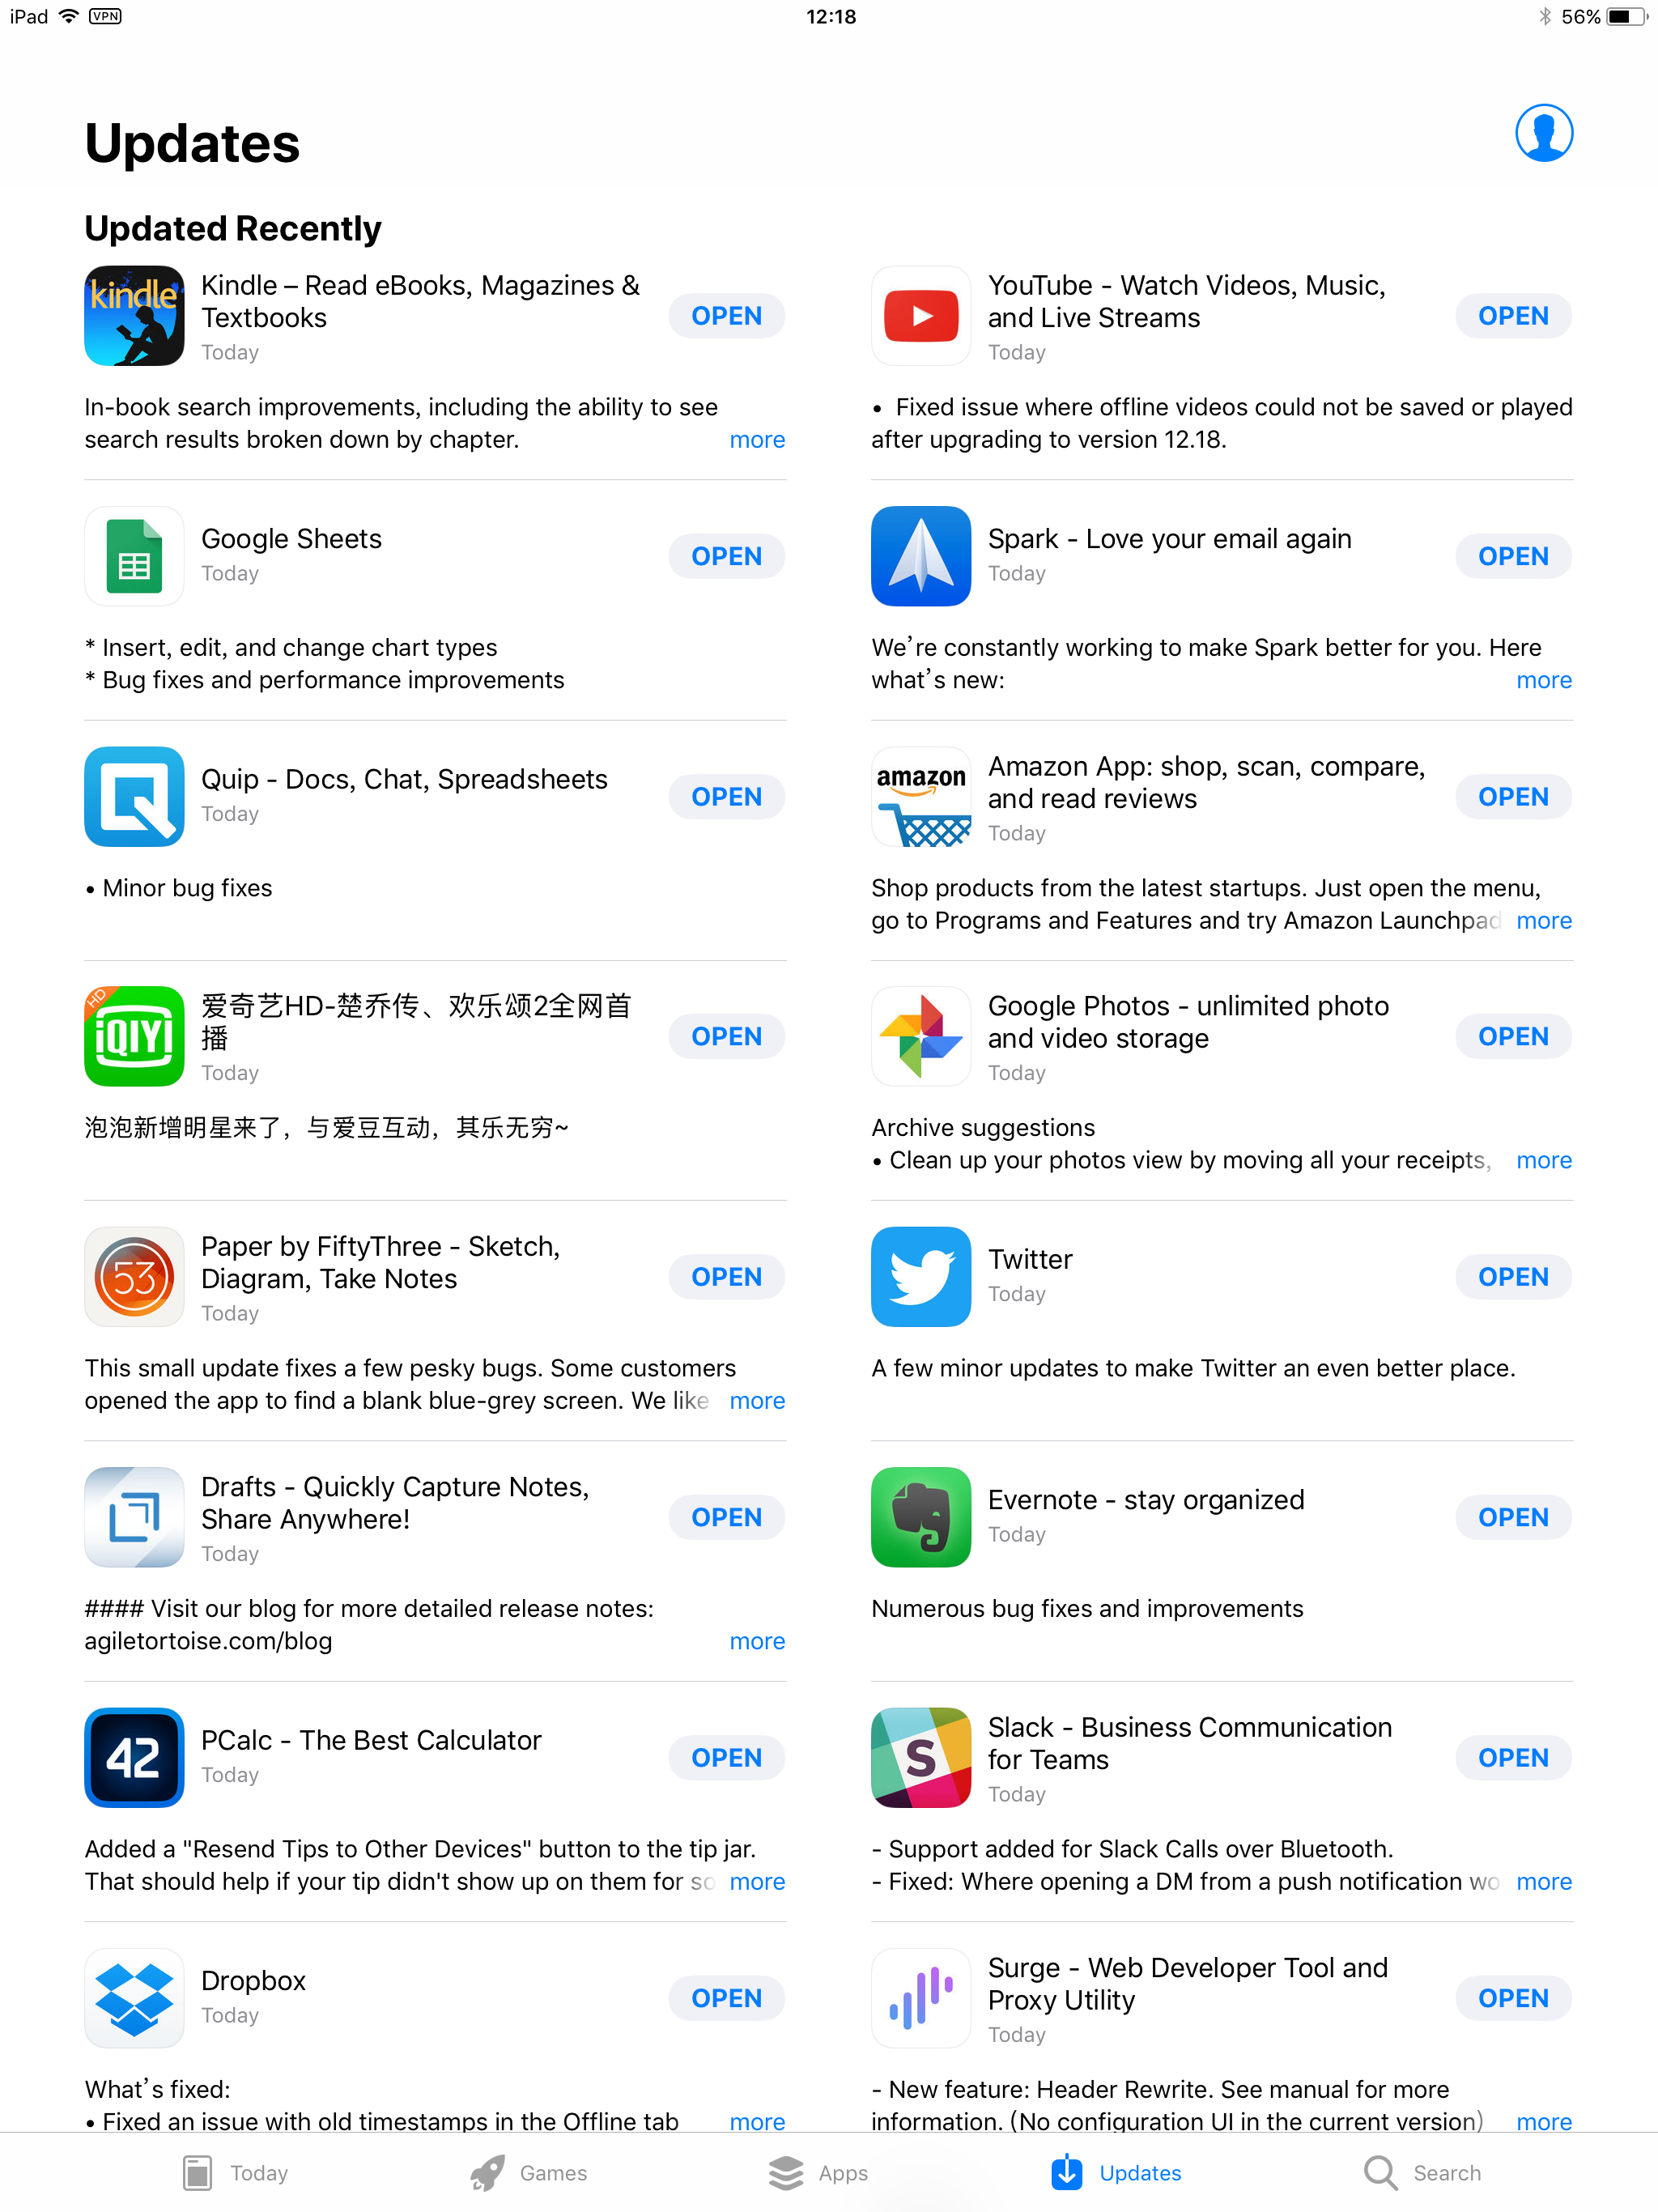 iPad VPN 12:18 56%
Updates
Updated Recently
kindle
Kindle – Read eBooks, Magazines &
Textbooks
Today
OPEN
In-book search improvements, including the ability to see
search results broken down by chapter. more
YouTube - Watch Videos, Music,
and Live Streams
Today
OPEN
• Fixed issue where offline videos could not be saved or played
after upgrading to version 12.18.
Google Sheets
Today
OPEN
* Insert, edit, and change chart types
* Bug fixes and performance improvements
Spark - Love your email again
Today
OPEN
We’re constantly working to make Spark better for you. Here
what’s new: more
Quip - Docs, Chat, Spreadsheets
Today
OPEN
• Minor bug fixes
amazon
Amazon App: shop, scan, compare,
and read reviews
Today
OPEN
Shop products from the latest startups. Just open the menu,
go to Programs and Features and try Amazon Launchpad more
HD
iQIYI
爱奇艺HD-楚乔传、欢乐颂2全网首
播
Today
OPEN
泡泡新增明星来了，与爱豆互动，其乐无穷~
Google Photos - unlimited photo
and video storage
Today
OPEN
Archive suggestions
• Clean up your photos view by moving all your receipts, more
53
Paper by FiftyThree - Sketch,
Diagram, Take Notes
Today
OPEN
This small update fixes a few pesky bugs. Some customers
opened the app to find a blank blue-grey screen. We like more
Twitter
Today
OPEN
A few minor updates to make Twitter an even better place.
Drafts - Quickly Capture Notes,
Share Anywhere!
Today
OPEN
#### Visit our blog for more detailed release notes:
agiletortoise.com/blog more
Evernote - stay organized
Today
OPEN
Numerous bug fixes and improvements
42
PCalc - The Best Calculator
Today
OPEN
Added a "Resend Tips to Other Devices" button to the tip jar.
That should help if your tip didn't show up on them for so more
S
Slack - Business Communication
for Teams
Today
OPEN
- Support added for Slack Calls over Bluetooth.
- Fixed: Where opening a DM from a push notification wo more
Dropbox
Today
OPEN
What’s fixed:
• Fixed an issue with old timestamps in the Offline tab more
Surge - Web Developer Tool and
Proxy Utility
Today
OPEN
- New feature: Header Rewrite. See manual for more
information. (No configuration UI in the current version) more
Today Games Apps Updates Search